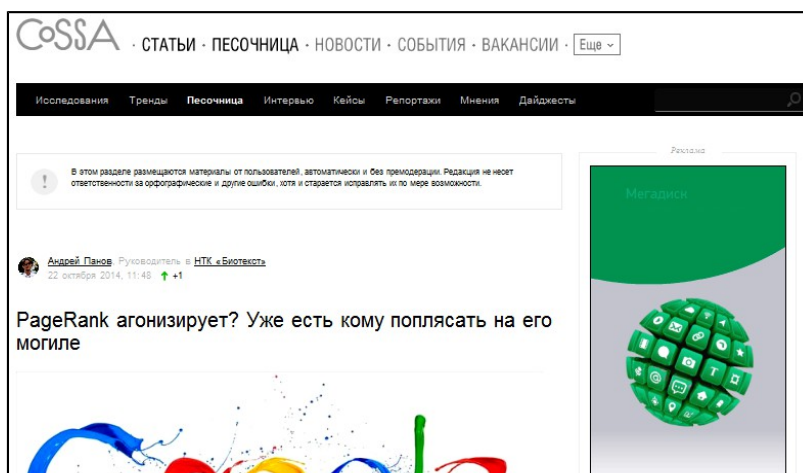 CoSSA · СТАТЬИ · ПЕСОЧНИЦА · НОВОСТИ · СОБЫТИЯ · ВАКАНСИИ · Еще
Исследования Тренды Песочница Интервью Кейсы Репортажи Мнения Дайджесты
Реклама
! В этом разделе размещаются материалы от пользователей, автоматически и без премодерации. Редакция не несет
ответственности за орфографические и другие ошибки, хотя и старается исправлять их по мере возможности.
Мегадиск
Андрей Панов, Руководитель в НТК «Биотекст»
22 октября 2014, 11:48 +1
PageRank агонизирует? Уже есть кому поплясать на его
могиле
Google